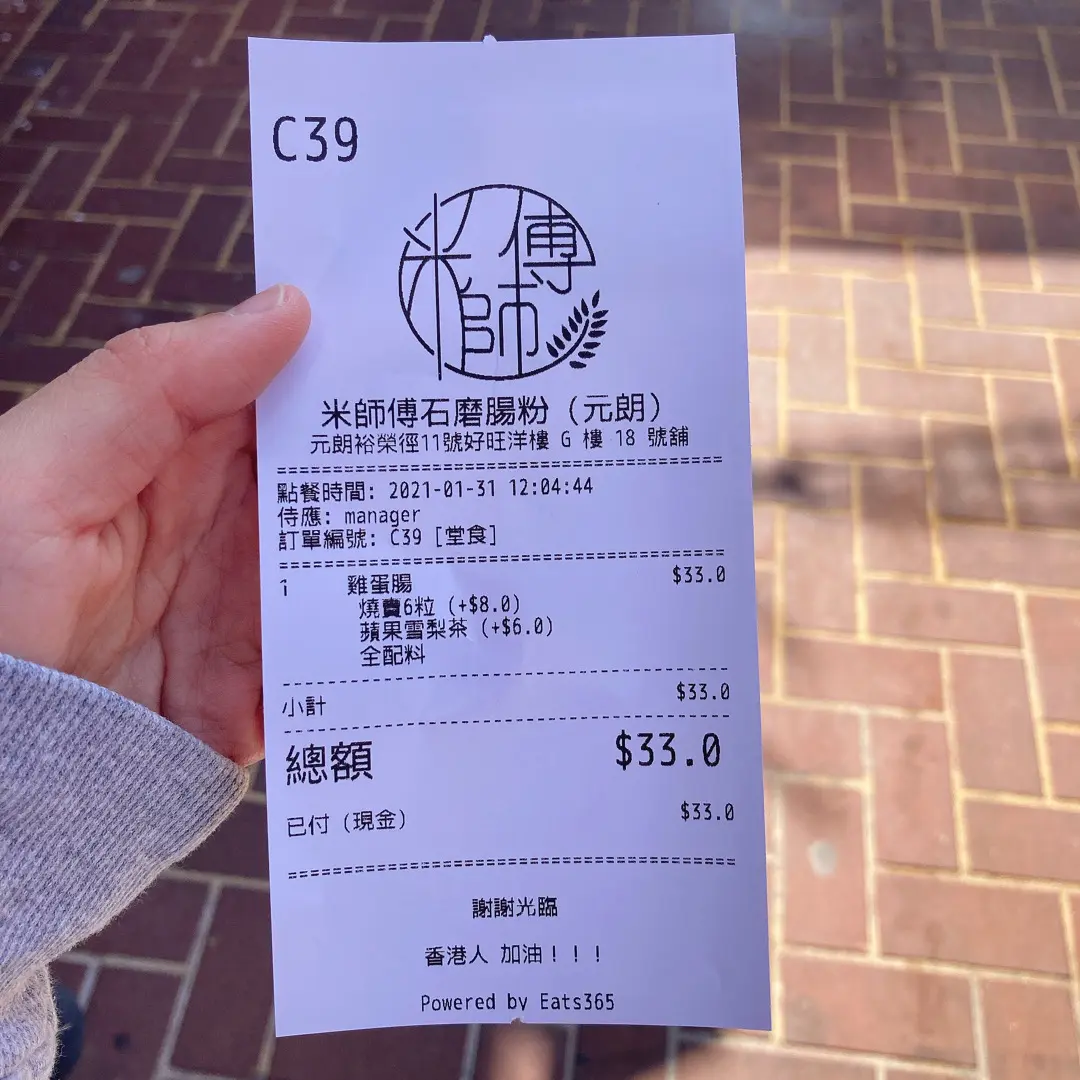 C39
米師傅
米師傅石磨腸粉（元朗）
元朗裕榮徑11號好旺洋樓 G 樓 18 號舖
點餐時間: 2021-01-31 12:04:44
侍應: manager
訂單編號: C39 [堂食]
1 雞蛋腸 $33.0
燒賣6粒 (+$8.0)
蘋果雪梨茶 (+$6.0)
全配料
小計 $33.0
總額 $33.0
已付（現金） $33.0
謝謝光臨
香港人 加油！！！
Powered by Eats365